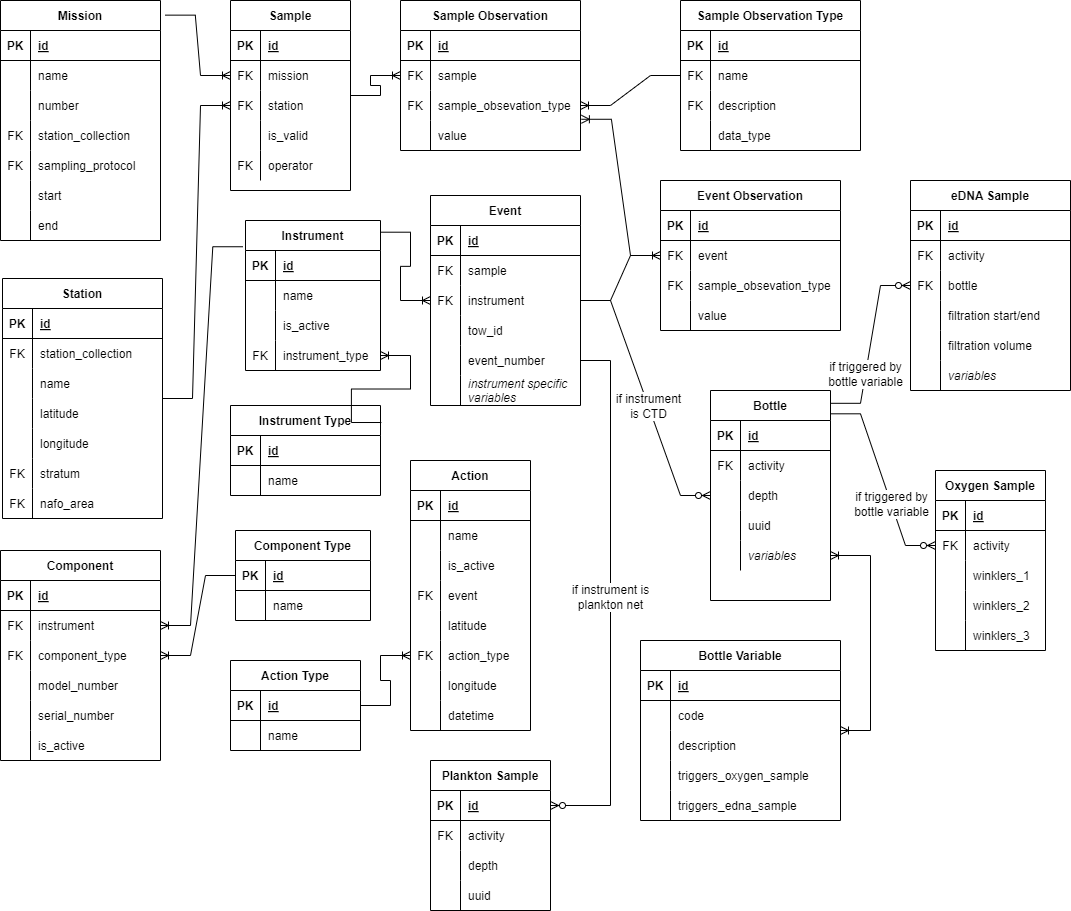 Mission
PK id
name
number
FK station_collection
FK sampling_protocol
start
end
Sample
PK id
FK mission
FK station
is_valid
FK operator
Sample Observation
PK id
FK sample
FK sample_obsevation_type
value
Sample Observation Type
PK id
FK name
FK description
data_type
Station
PK id
FK station_collection
name
latitude
longitude
FK stratum
FK nafo_area
Instrument
PK id
name
is_active
FK instrument_type
Event
PK id
FK sample
FK instrument
tow_id
event_number
instrument specific
variables
Event Observation
PK id
FK event
FK sample_obsevation_type
value
eDNA Sample
PK id
FK activity
FK bottle
filtration start/end
filtration volume
variables
if triggered by
bottle variable
if instrument
is CTD
Instrument Type
PK id
name
Bottle
PK id
FK activity
depth
uuid
variables
if triggered by
bottle variable
Oxygen Sample
PK id
FK activity
winklers_1
winklers_2
winklers_3
Component
PK id
FK instrument
FK component_type
model_number
serial_number
is_active
Component Type
PK id
name
Action Type
PK id
name
Action
PK id
name
is_active
FK event
latitude
FK action_type
longitude
datetime
if instrument is
plankton net
Bottle Variable
PK id
code
description
triggers_oxygen_sample
triggers_edna_sample
Plankton Sample
PK id
FK activity
depth
uuid